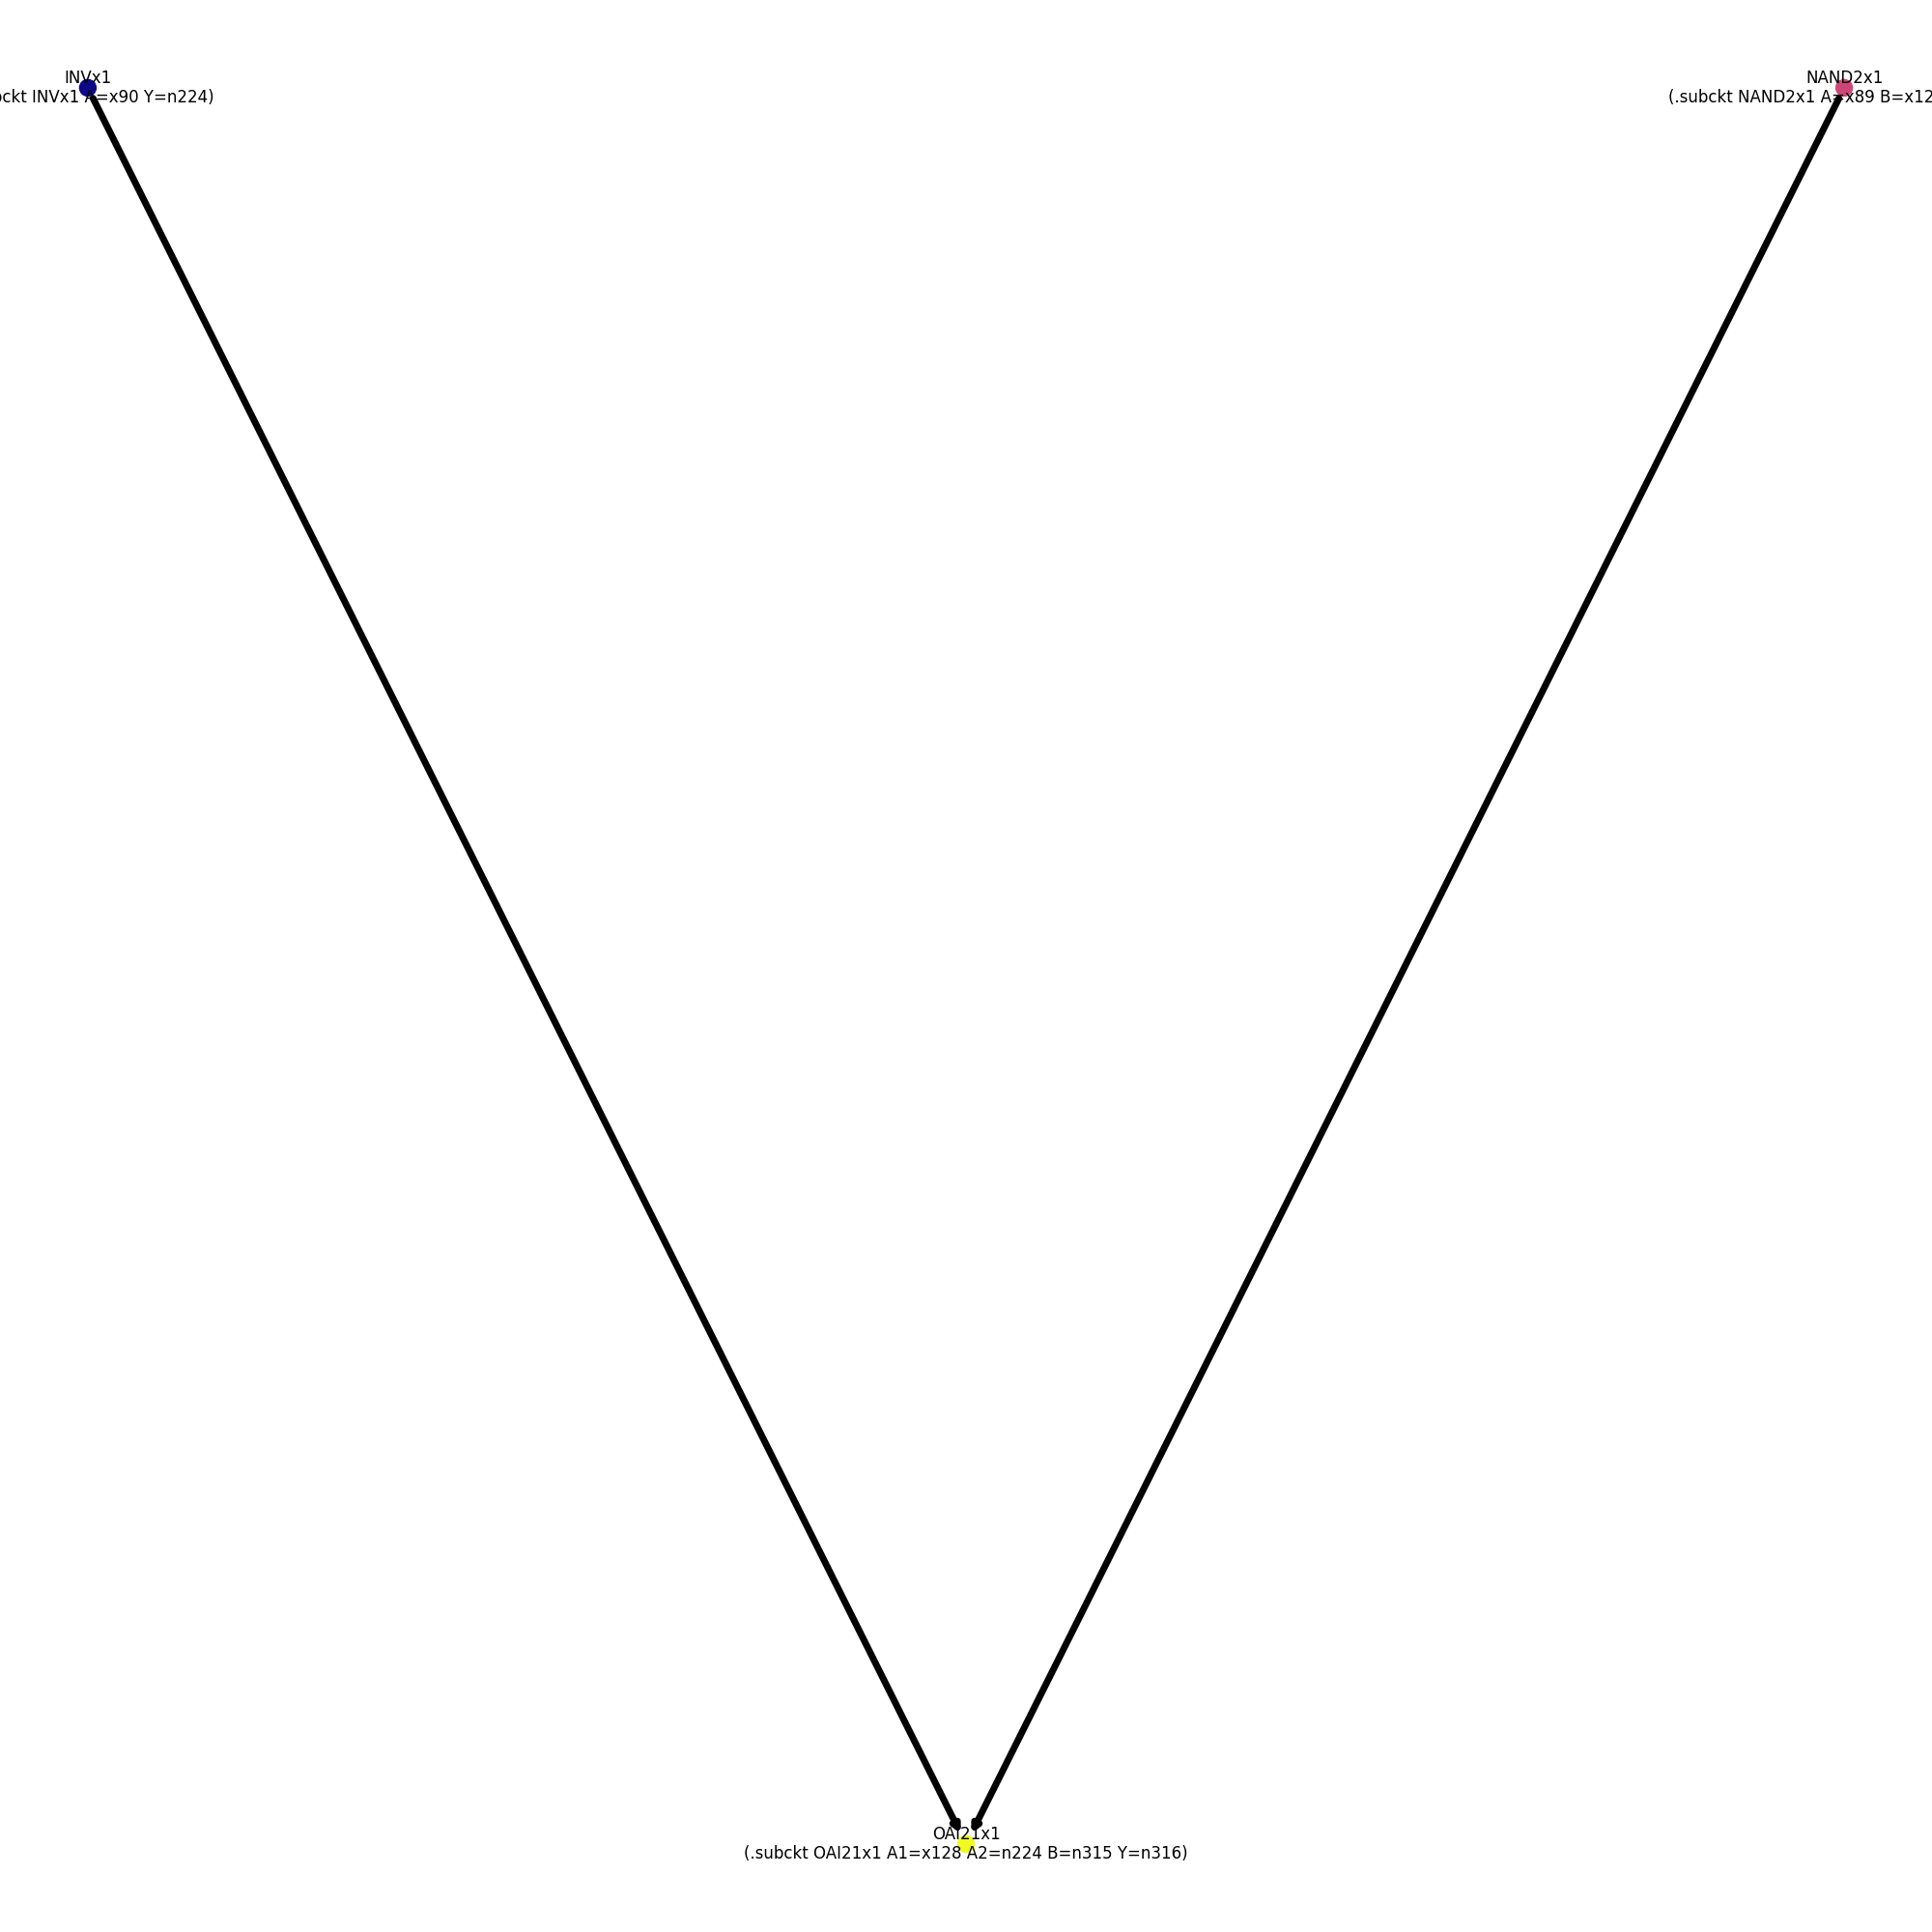 INVx1
ckt INVx1 A=x90 Y=n224)
NAND2x1
(.subckt NAND2x1 A=x89 B=x12
OAI21x1
(.subckt OAI21x1 A1=x128 A2=n224 B=n315 Y=n316)